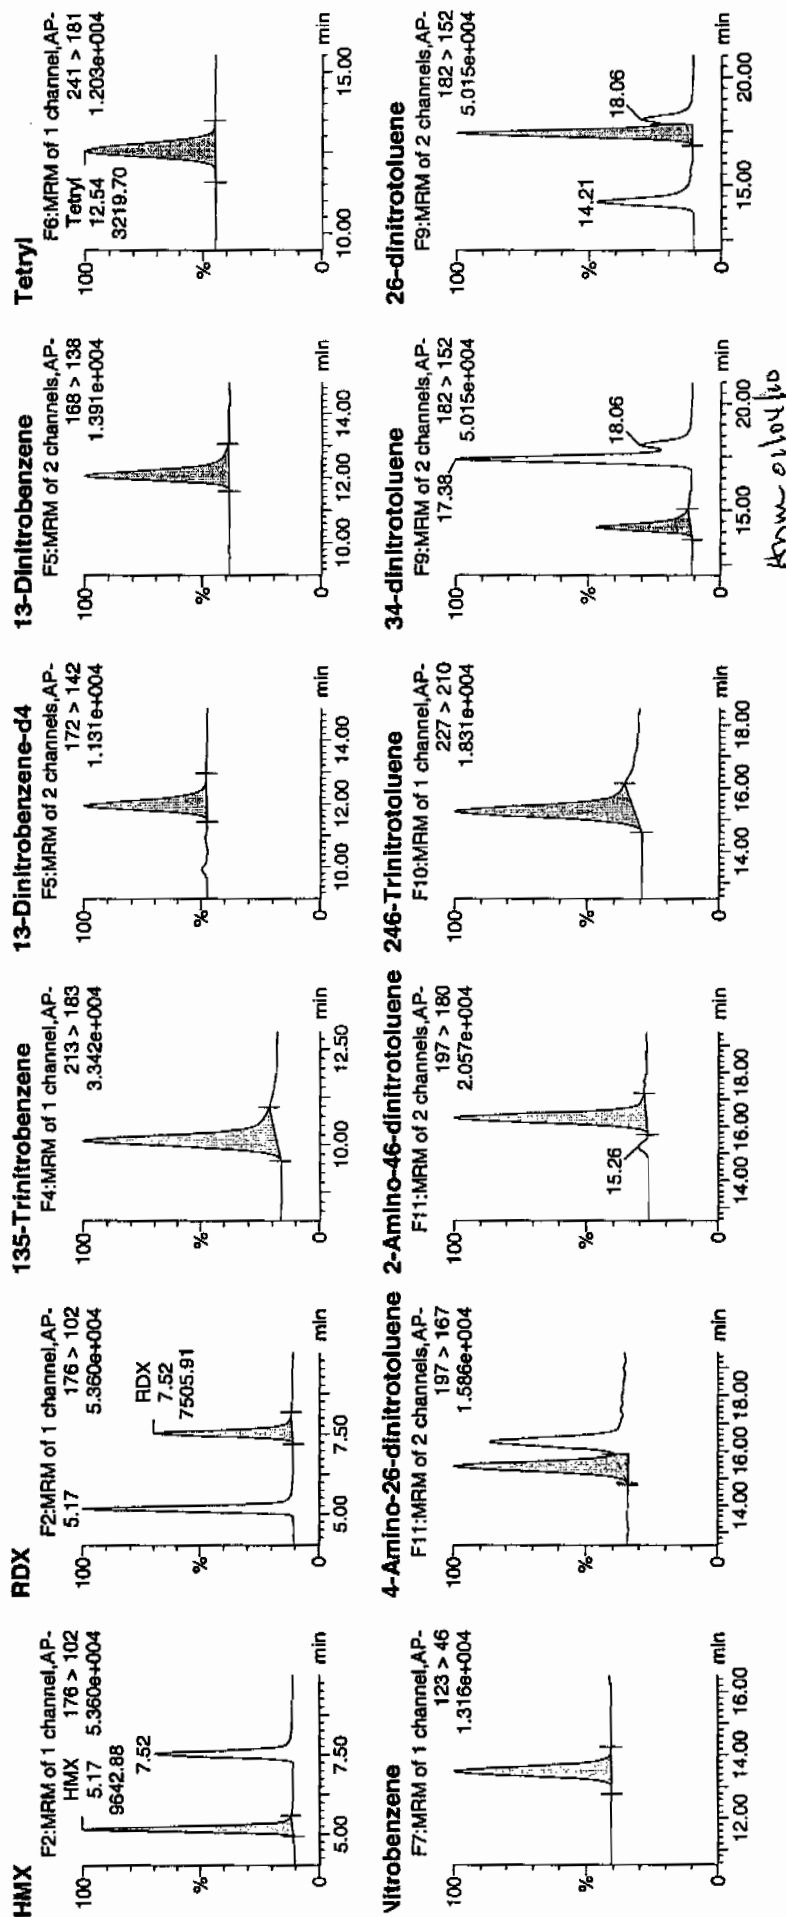 HMX
F2:MRM of 1 channel,AP-
HMX 176 > 102
5.17 5.360e+004
9642.88
7.52
100
%
0
5.00 7.50 min
RDX
F2:MRM of 1 channel,AP-
176 > 102
5.17 5.360e+004
RDX
7.52
7505.91
100
%
0
5.00 7.50 min
135-Trinitrobenzene
F4:MRM of 1 channel,AP-
213 > 183
3.342e+004
100
%
0
10.00 12.50 min
13-Dinitrobenzene-d4
F5:MRM of 2 channels,AP-
172 > 142
1.131e+004
100
%
0
10.00 12.00 14.00 min
13-Dinitrobenzene
F5:MRM of 2 channels,AP-
168 > 138
1.391e+004
100
%
0
10.00 12.00 14.00 min
Tetryl
F6:MRM of 1 channel,AP-
Tetryl 241 > 181
12.54 1.203e+004
3219.70
100
%
0
10.00 15.00 min
Nitrobenzene
F7:MRM of 1 channel,AP-
123 > 46
1.316e+004
100
%
0
12.00 14.00 16.00 min
4-Amino-26-dinitrotoluene
F11:MRM of 2 channels,AP-
197 > 167
1.586e+004
100
%
0
14.00 16.00 18.00 min
2-Amino-46-dinitrotoluene
F11:MRM of 2 channels,AP-
197 > 180
2.057e+004
15.26
100
%
0
14.00 16.00 18.00 min
246-Trinitrotoluene
F10:MRM of 1 channel,AP-
227 > 210
1.831e+004
100
%
0
14.00 16.00 18.00 min
34-dinitrotoluene
F9:MRM of 2 channels,AP-
182 > 152
17.38 5.015e+004
18.06
100
%
0
15.00 20.00 min
26-dinitrotoluene
F9:MRM of 2 channels,AP-
182 > 152
5.015e+004
14.21
18.06
100
%
0
15.00 20.00 min
01/04/10